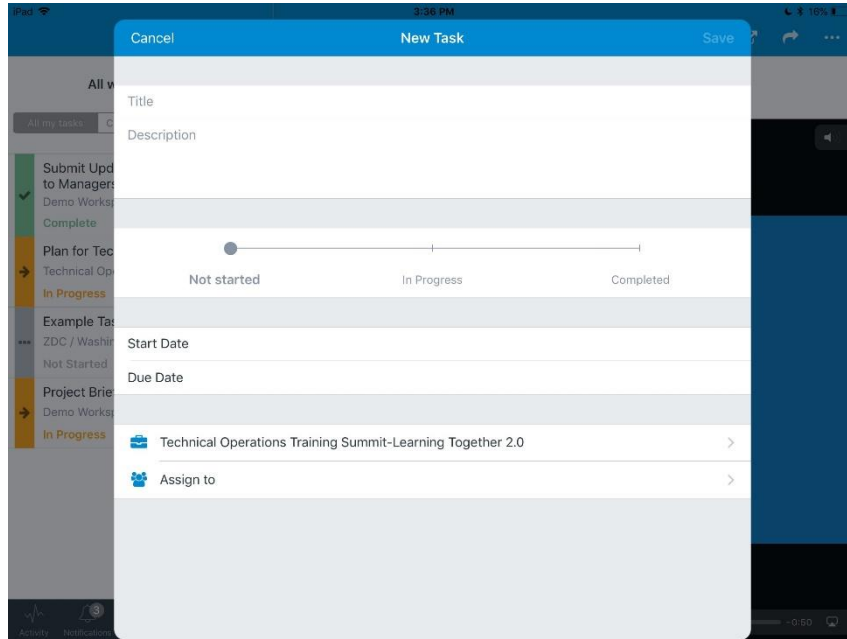 iPad 3:36 PM 16%
Cancel New Task Save
All w
All my tasks C
Title
Description
Submit Upd
to Managers
Demo Worksp
Complete
Plan for Tec
Technical Ope
In Progress
Not started In Progress Completed
Example Tas
ZDC / Washin
Not Started
Start Date
Due Date
Project Brie
Demo Worksp
In Progress
Technical Operations Training Summit-Learning Together 2.0
Assign to
3
Activity Notifications
-0:50